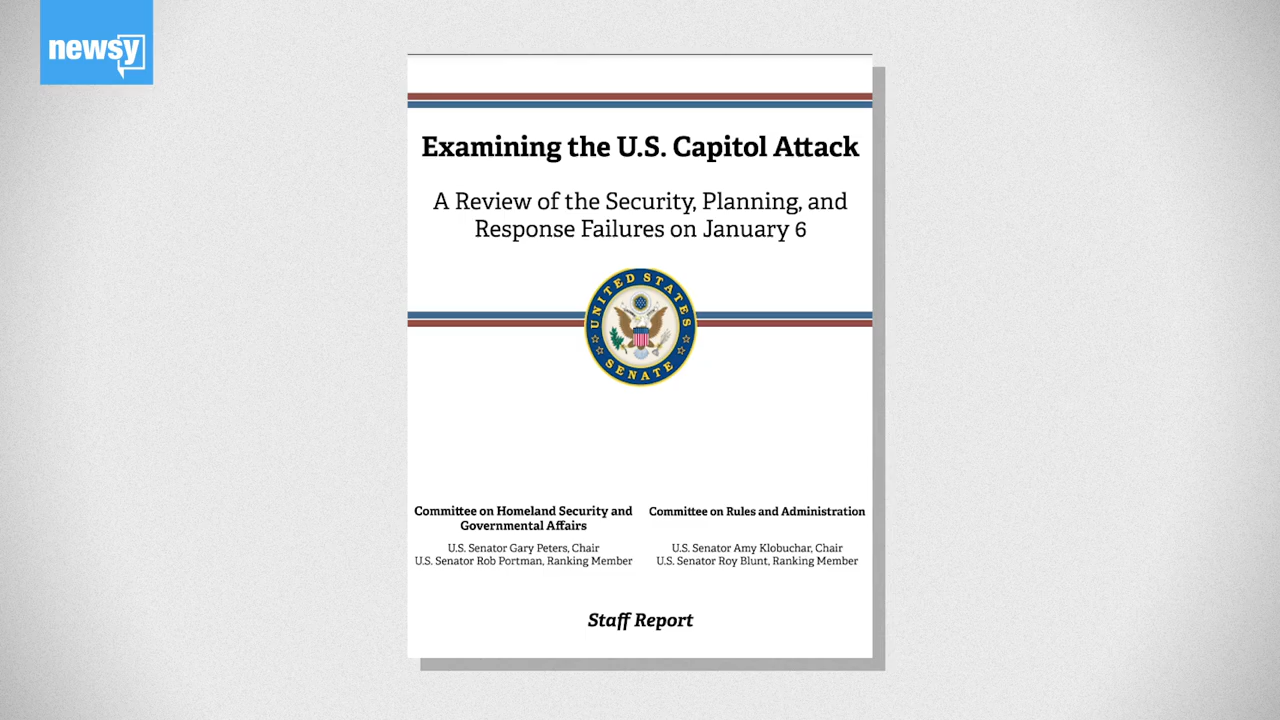 newsy
Examining the U.S. Capitol Attack
A Review of the Security, Planning, and
Response Failures on January 6
UNITED STATES
SENATE
Committee on Homeland Security and
Governmental Affairs
U.S. Senator Gary Peters, Chair
U.S. Senator Rob Portman, Ranking Member
Committee on Rules and Administration
U.S. Senator Amy Klobuchar, Chair
U.S. Senator Roy Blunt, Ranking Member
Staff Report